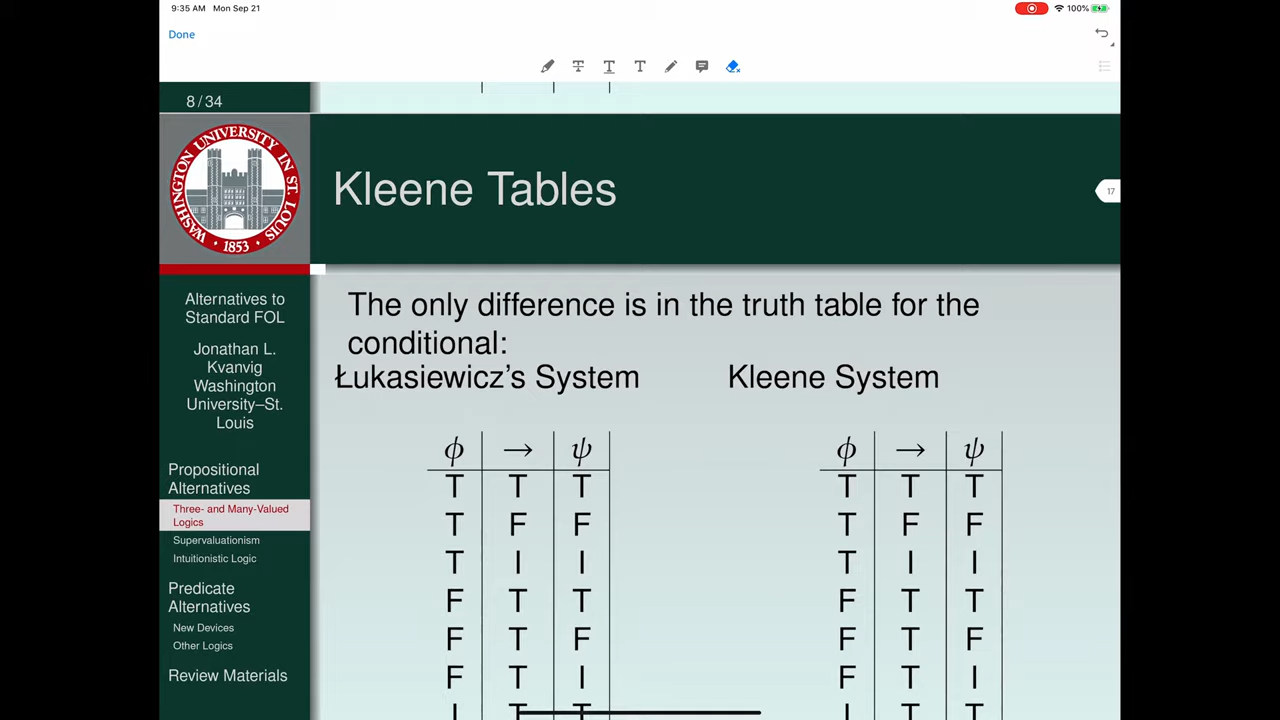 9:35 AM Mon Sep 21
100%
Done
8 / 34
WASHINGTON UNIVERSITY IN ST. LOUIS
· 1853 ·
Kleene Tables
17
Alternatives to
Standard FOL
Jonathan L.
Kvanvig
Washington
University–St.
Louis
Propositional
Alternatives
Three- and Many-Valued
Logics
Supervaluationism
Intuitionistic Logic
Predicate
Alternatives
New Devices
Other Logics
Review Materials
The only difference is in the truth table for the
conditional:
Łukasiewicz's System Kleene System
ϕ → ψ ϕ → ψ
T T T T T T
T F F T F F
T I I T I I
F T T F T T
F T F F T F
F T I F T I
I T T I T T